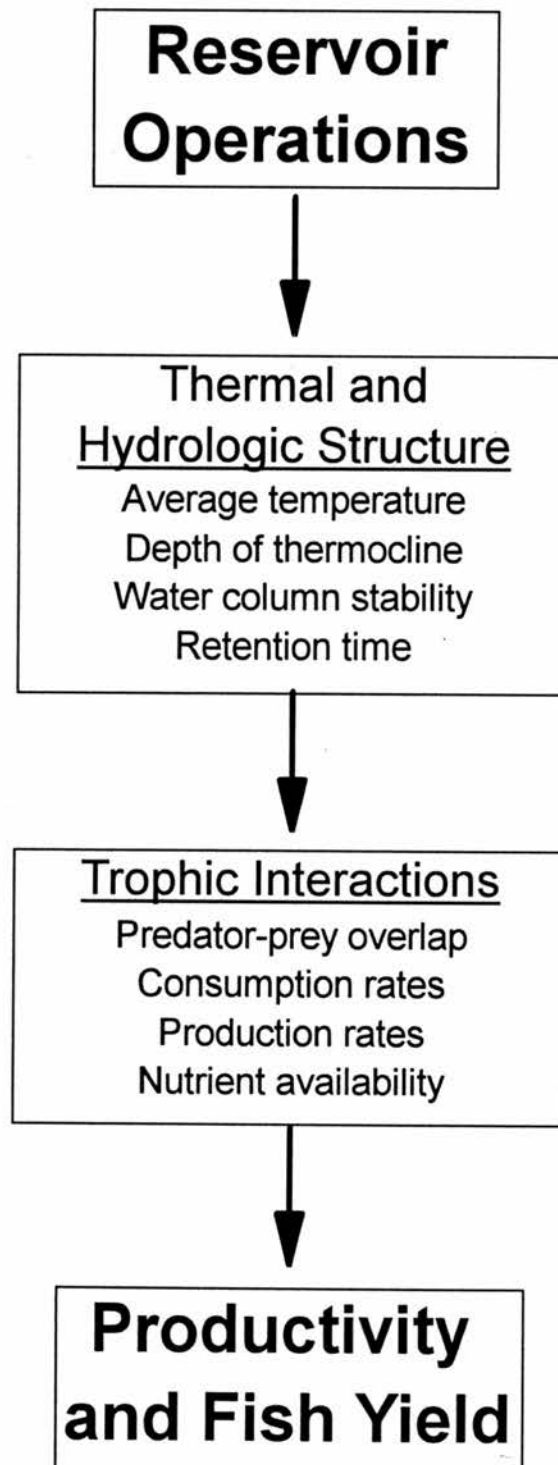 Reservoir
Operations
Thermal and
Hydrologic Structure
Average temperature
Depth of thermocline
Water column stability
Retention time
Trophic Interactions
Predator-prey overlap
Consumption rates
Production rates
Nutrient availability
Productivity
and Fish Yield